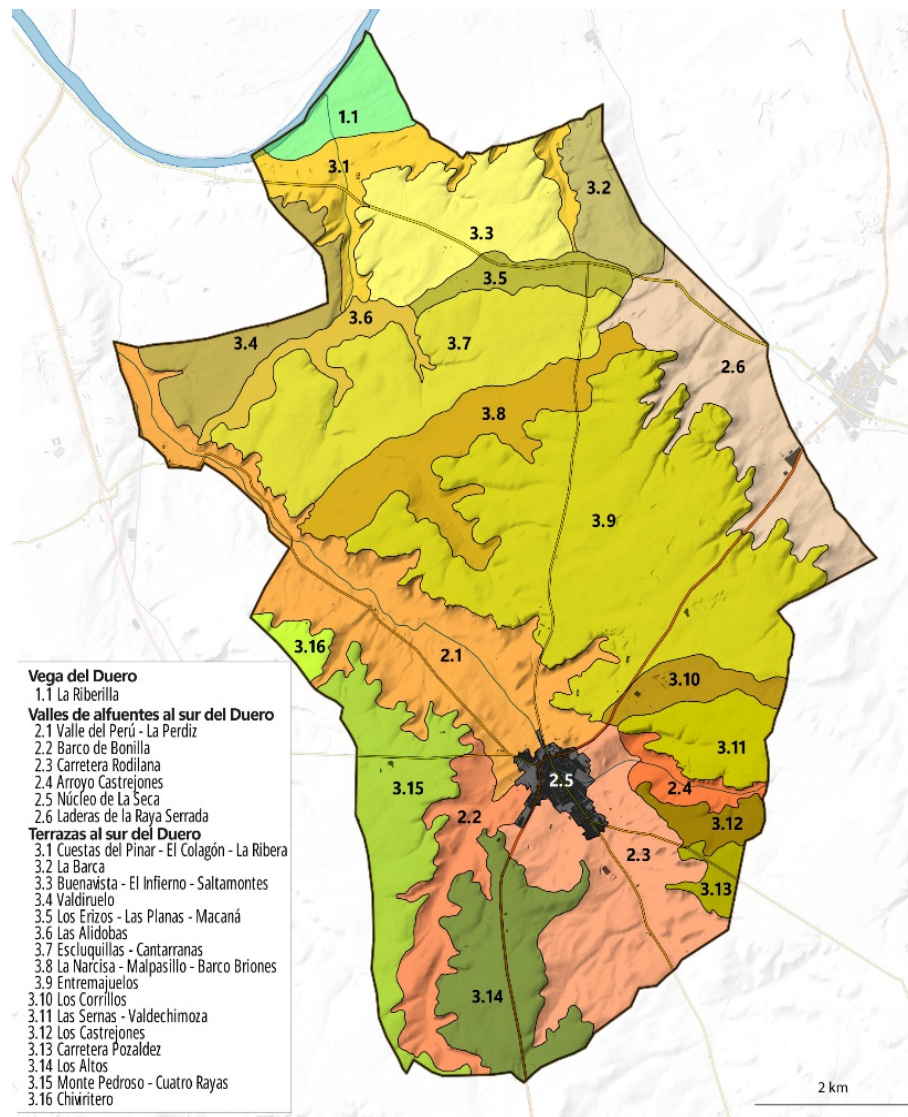 1.1
3.1
3.2
3.3
3.5
3.6
3.4
3.7
2.6
3.8
3.9
3.16
2.1
3.10
3.11
3.15
2.5
2.4
2.2
3.12
2.3
3.13
3.14
Vega del Duero
1.1 La Riberilla
Valles de alfuentes al sur del Duero
2.1 Valle del Perú - La Perdiz
2.2 Barco de Bonilla
2.3 Carretera Rodilana
2.4 Arroyo Castrejones
2.5 Núcleo de La Seca
2.6 Laderas de la Raya Serrada
Terrazas al sur del Duero
3.1 Cuestas del Pinar - El Colagón - La Ribera
3.2 La Barca
3.3 Buenavista - El Infierno - Saltamontes
3.4 Valdiruelo
3.5 Los Erizos - Las Planas - Macaná
3.6 Las Alidobas
3.7 Escluquillas - Cantarranas
3.8 La Narcisa - Malpasillo - Barco Briones
3.9 Entremajuelos
3.10 Los Corrillos
3.11 Las Sernas - Valdechimoza
3.12 Los Castrejones
3.13 Carretera Pozaldez
3.14 Los Altos
3.15 Monte Pedroso - Cuatro Rayas
3.16 Chiviritero
2 km